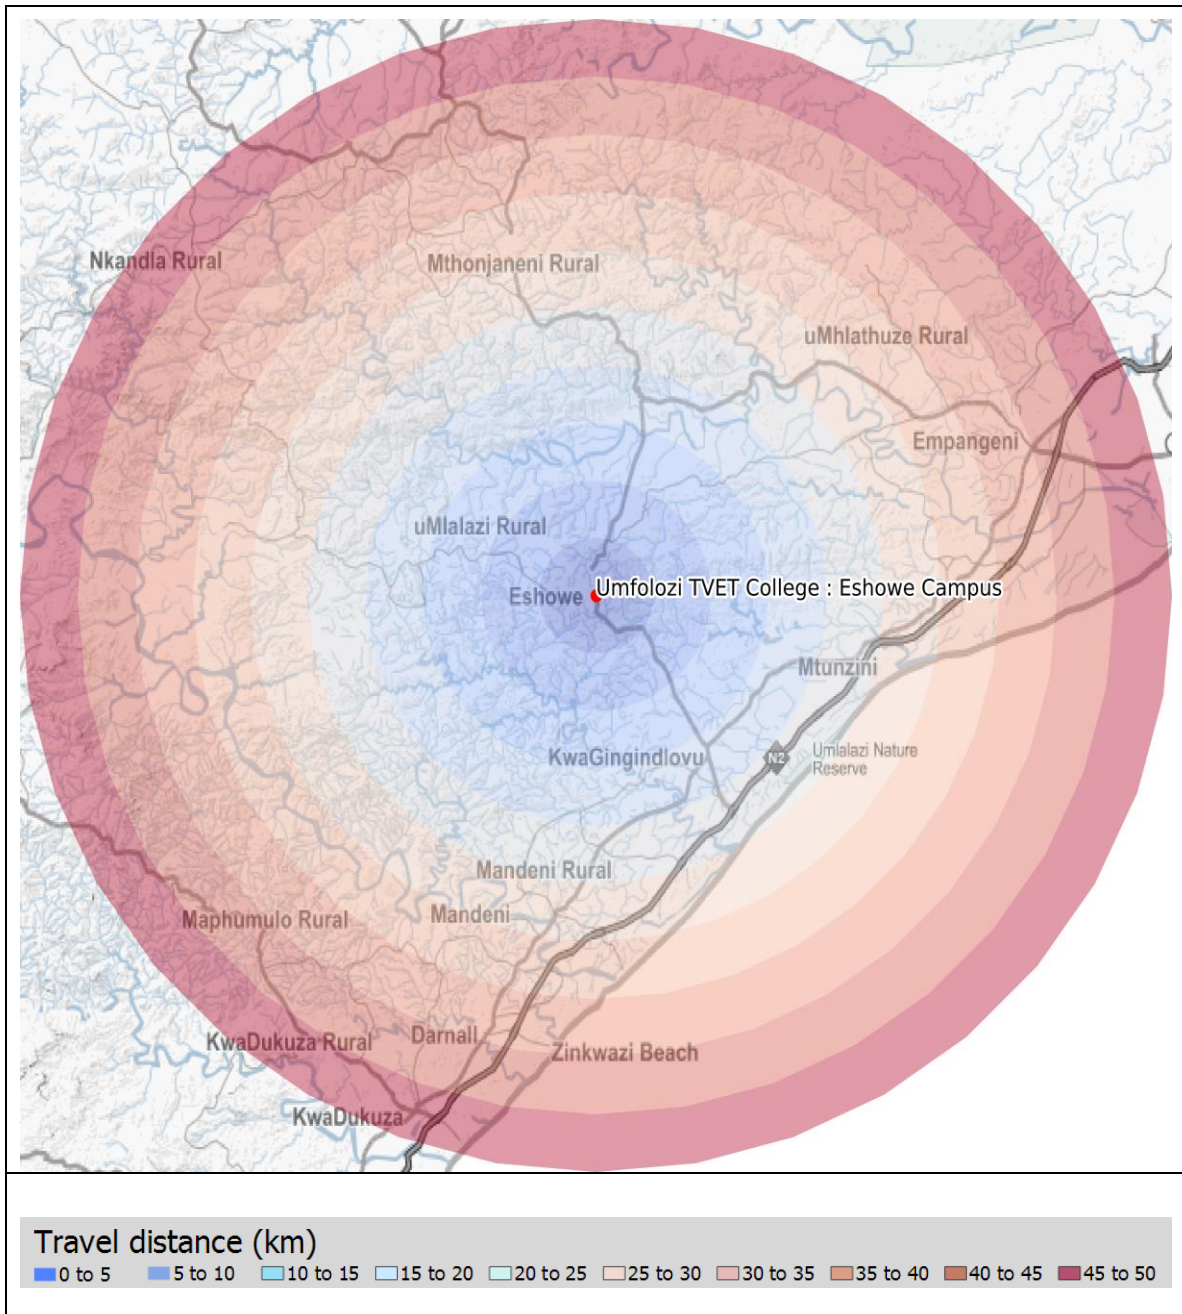 Nkandla Rural
Mthonjaneni Rural
uMhlathuze Rural
Empangeni
uMlalazi Rural
Eshowe
Umfolozi TVET College : Eshowe Campus
Mtunzini
KwaGingindlovu
N2
Umlalazi Nature
Reserve
Mandeni Rural
Mandeni
Maphumulo Rural
KwaDukuza Rural
Darnall
Zinkwazi Beach
KwaDukuza
Travel distance (km)
0 to 5 5 to 10 10 to 15 15 to 20 20 to 25 25 to 30 30 to 35 35 to 40 40 to 45 45 to 50